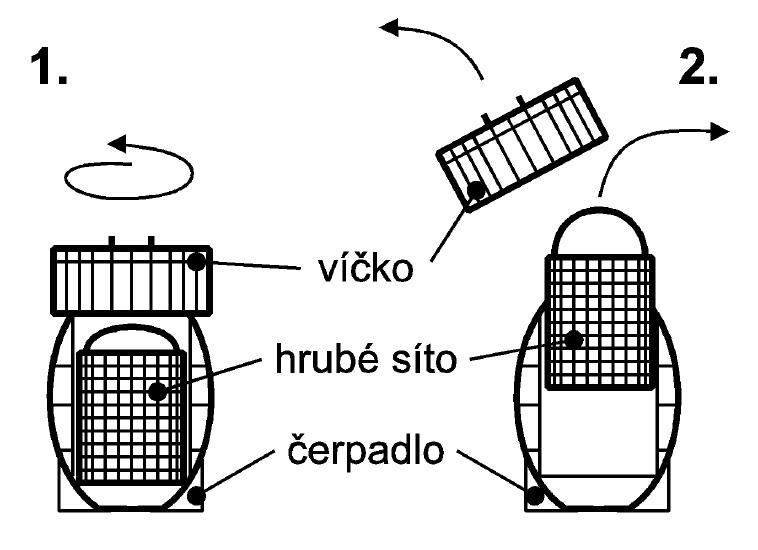 1.
2.
víčko
hrubé síto
čerpadlo